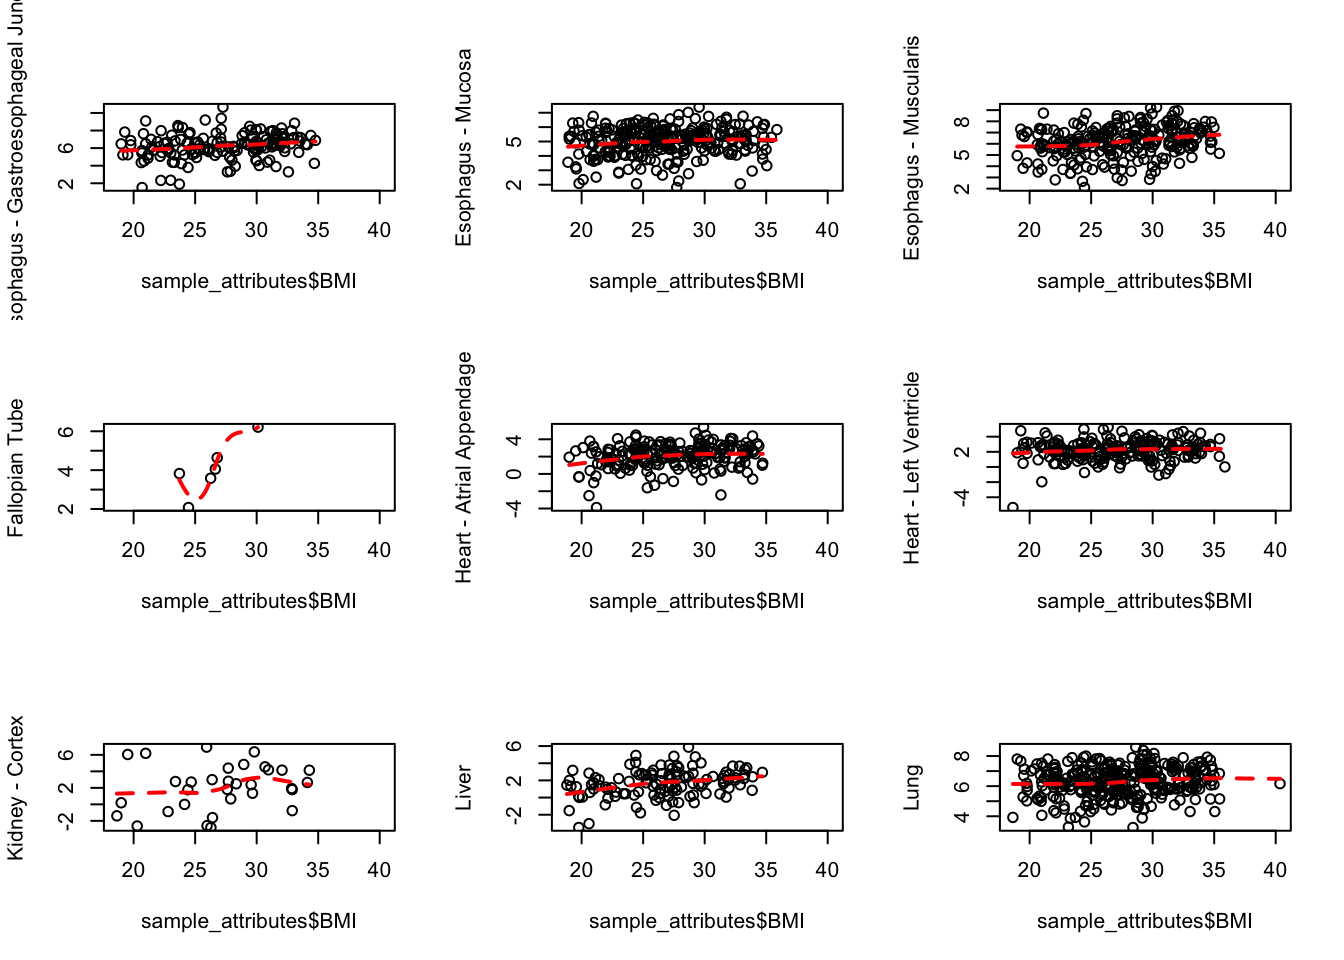 sophagus - Gastroesophageal Junc
2 6
20 25 30 35 40
sample_attributes$BMI
Esophagus - Mucosa
2 5
20 25 30 35 40
sample_attributes$BMI
Esophagus - Muscularis
2 5 8
20 25 30 35 40
sample_attributes$BMI
Fallopian Tube
2 4 6
20 25 30 35 40
sample_attributes$BMI
Heart - Atrial Appendage
-4 0 4
20 25 30 35 40
sample_attributes$BMI
Heart - Left Ventricle
-4 2
20 25 30 35 40
sample_attributes$BMI
Kidney - Cortex
-2 2 6
20 25 30 35 40
sample_attributes$BMI
Liver
-2 2 6
20 25 30 35 40
sample_attributes$BMI
Lung
4 6 8
20 25 30 35 40
sample_attributes$BMI